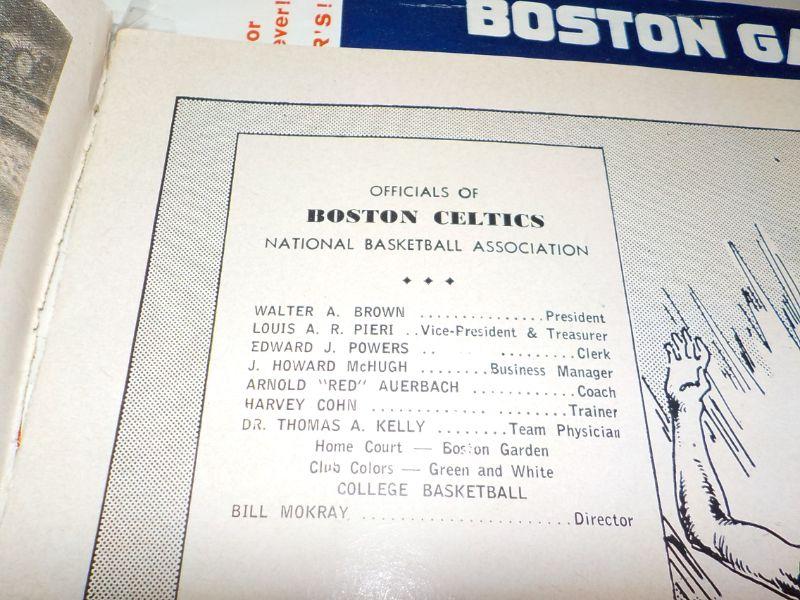 or
ever!
R'S!
BOSTON GA
OFFICIALS OF
BOSTON CELTICS
NATIONAL BASKETBALL ASSOCIATION
WALTER A. BROWN ...............President
LOUIS A. R. PIERI ..Vice-President & Treasurer
EDWARD J. POWERS .. .........Clerk
J. HOWARD McHUGH ........Business Manager
ARNOLD "RED" AUERBACH ............Coach
HARVEY COHN .................Trainer
DR. THOMAS A. KELLY ........Team Physician
Home Court — Boston Garden
Club Colors — Green and White
COLLEGE BASKETBALL
BILL MOKRAY ......................Director